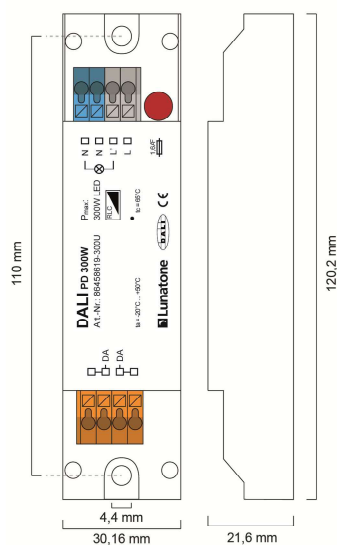 N
N
L'
L
1,6/F
Pmax:
300W LED
RLC
tc = 65°C
DALI PD 300W
Art.-Nr.: 86458619-300U
ta=-20°C ... +50°C
Lunatone
DALI
CE
DA
DA
110 mm
120,2 mm
4,4 mm
30,16 mm
21,6 mm